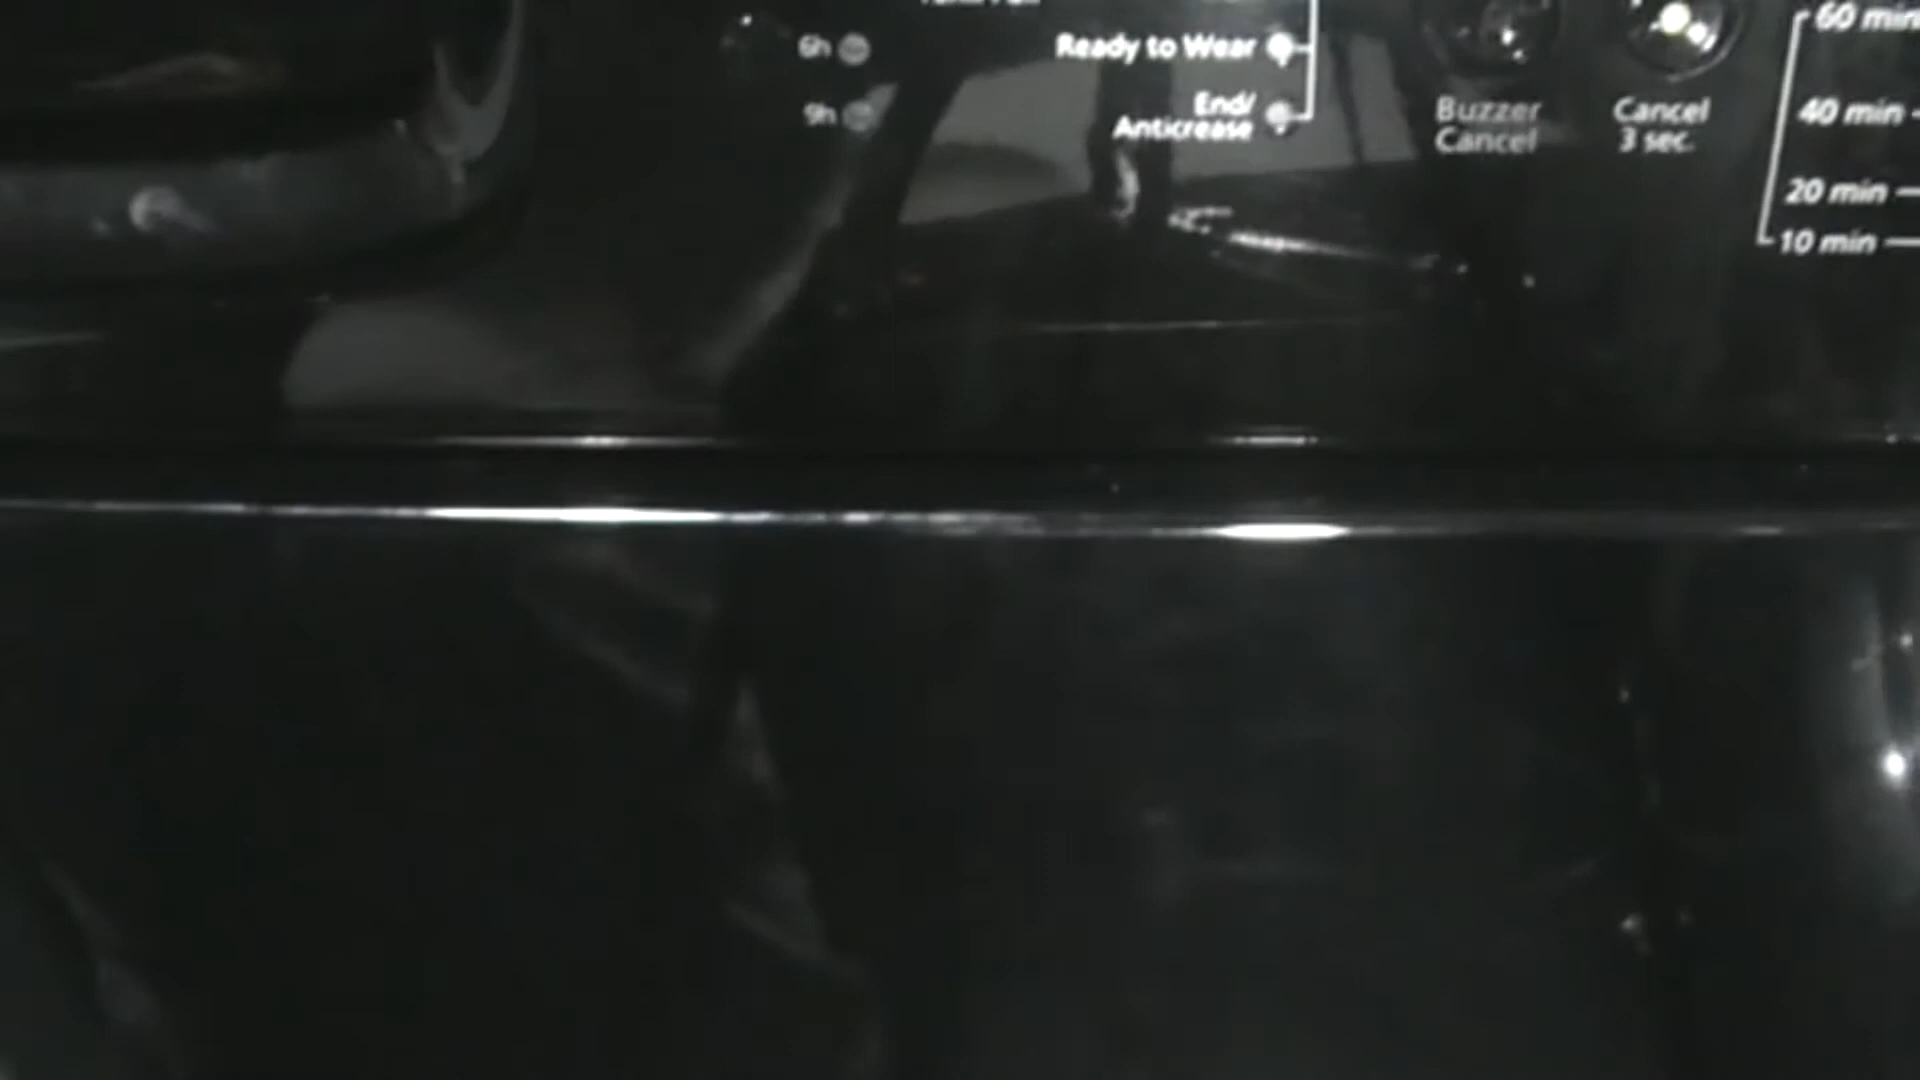 6h
9h
Ready to Wear
End/
Anticrease
Buzzer
Cancel
Cancel
3 sec.
60 min
40 min
20 min
10 min